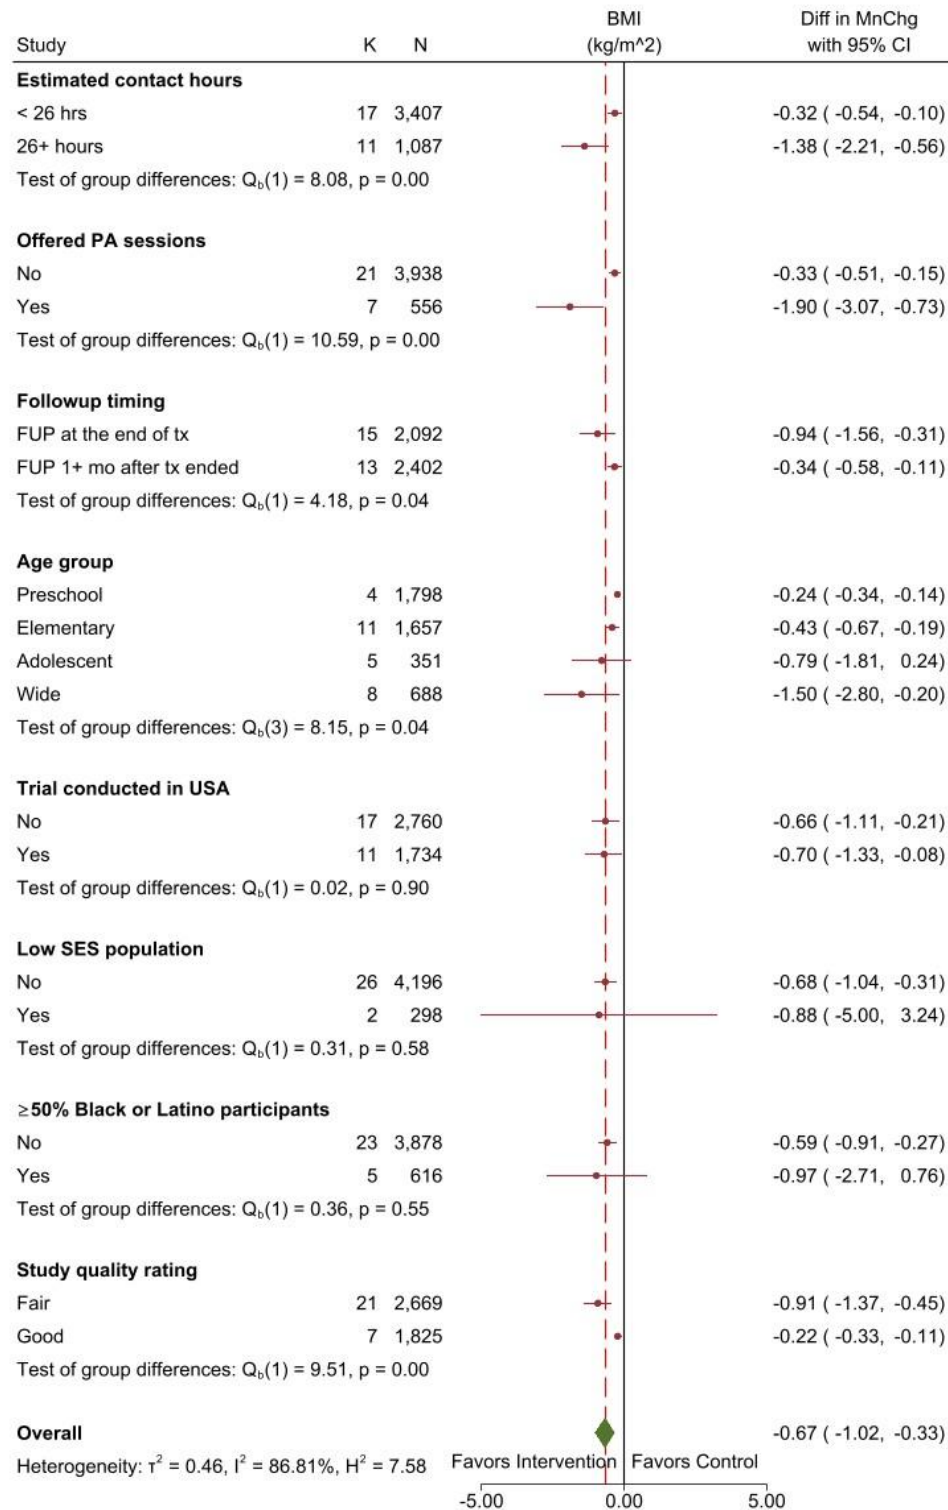 BMI Diff in MnChg
Study K N (kg/m^2) with 95% CI
Estimated contact hours
< 26 hrs 17 3,407 -0.32 ( -0.54, -0.10)
26+ hours 11 1,087 -1.38 ( -2.21, -0.56)
Test of group differences: Qb(1) = 8.08, p = 0.00
Offered PA sessions
No 21 3,938 -0.33 ( -0.51, -0.15)
Yes 7 556 -1.90 ( -3.07, -0.73)
Test of group differences: Qb(1) = 10.59, p = 0.00
Followup timing
FUP at the end of tx 15 2,092 -0.94 ( -1.56, -0.31)
FUP 1+ mo after tx ended 13 2,402 -0.34 ( -0.58, -0.11)
Test of group differences: Qb(1) = 4.18, p = 0.04
Age group
Preschool 4 1,798 -0.24 ( -0.34, -0.14)
Elementary 11 1,657 -0.43 ( -0.67, -0.19)
Adolescent 5 351 -0.79 ( -1.81, 0.24)
Wide 8 688 -1.50 ( -2.80, -0.20)
Test of group differences: Qb(3) = 8.15, p = 0.04
Trial conducted in USA
No 17 2,760 -0.66 ( -1.11, -0.21)
Yes 11 1,734 -0.70 ( -1.33, -0.08)
Test of group differences: Qb(1) = 0.02, p = 0.90
Low SES population
No 26 4,196 -0.68 ( -1.04, -0.31)
Yes 2 298 -0.88 ( -5.00, 3.24)
Test of group differences: Qb(1) = 0.31, p = 0.58
≥50% Black or Latino participants
No 23 3,878 -0.59 ( -0.91, -0.27)
Yes 5 616 -0.97 ( -2.71, 0.76)
Test of group differences: Qb(1) = 0.36, p = 0.55
Study quality rating
Fair 21 2,669 -0.91 ( -1.37, -0.45)
Good 7 1,825 -0.22 ( -0.33, -0.11)
Test of group differences: Qb(1) = 9.51, p = 0.00
Overall -0.67 ( -1.02, -0.33)
Heterogeneity: τ² = 0.46, I² = 86.81%, H² = 7.58 Favors Intervention Favors Control
-5.00 0.00 5.00